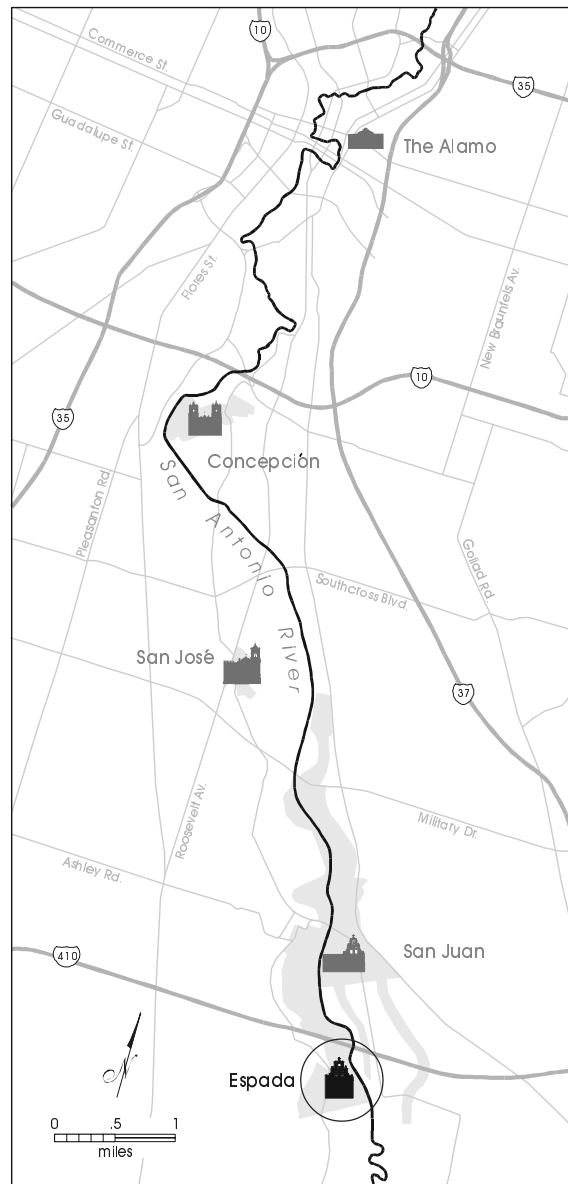 10
Commerce St.
35
Guadalupe St.
The Alamo
Flores St.
New Braunfels Av.
10
35
Concepción
San Antonio River
Pleasanton Rd.
Goliad Rd.
Southcross Blvd.
San José
37
Roosevelt Av.
Military Dr.
Ashley Rd.
San Juan
410
N
Espada
0 .5 1
miles